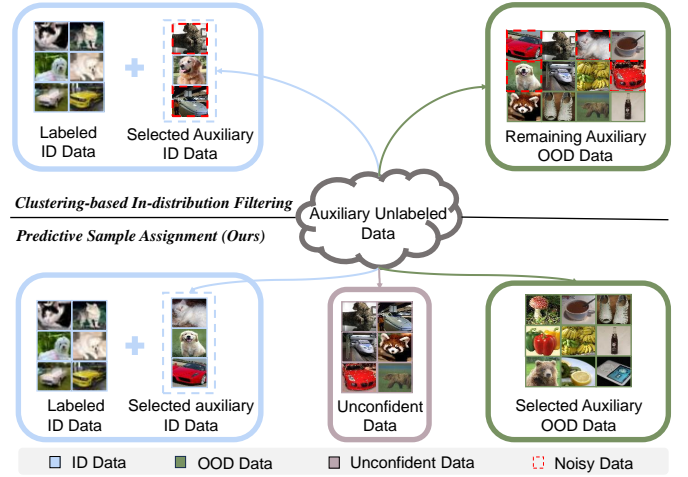 Labeled
ID Data
Selected Auxiliary
ID Data
Remaining Auxiliary
OOD Data
Clustering-based In-distribution Filtering
Auxiliary Unlabeled
Data
Predictive Sample Assignment (Ours)
Labeled
ID Data
Selected auxiliary
ID Data
Unconfident
Data
Selected Auxiliary
OOD Data
ID Data
OOD Data
Unconfident Data
Noisy Data